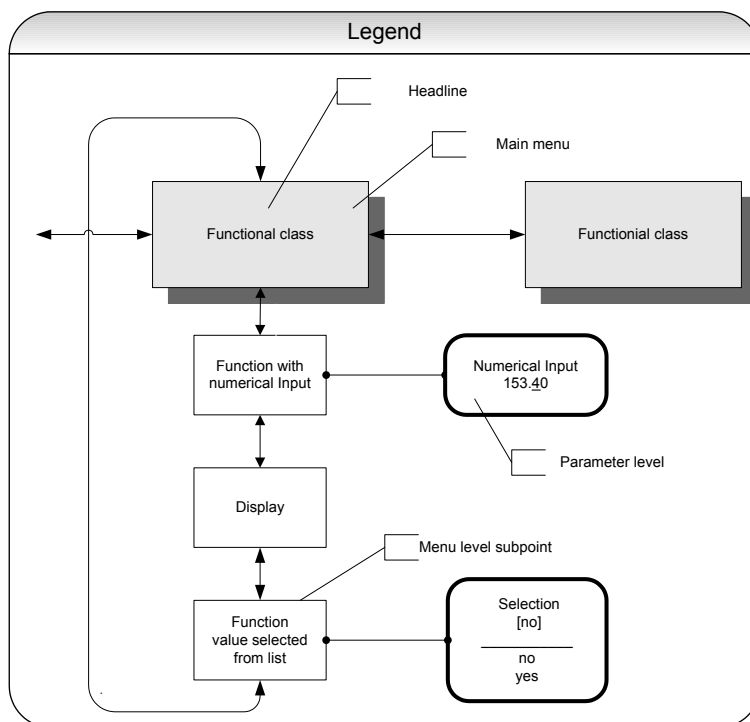 Legend
Headline
Main menu
Functional class
Functionial class
Function with
numerical Input
Numerical Input
153.40
Parameter level
Display
Menu level subpoint
Function
value selected
from list
Selection
[no]
no
yes